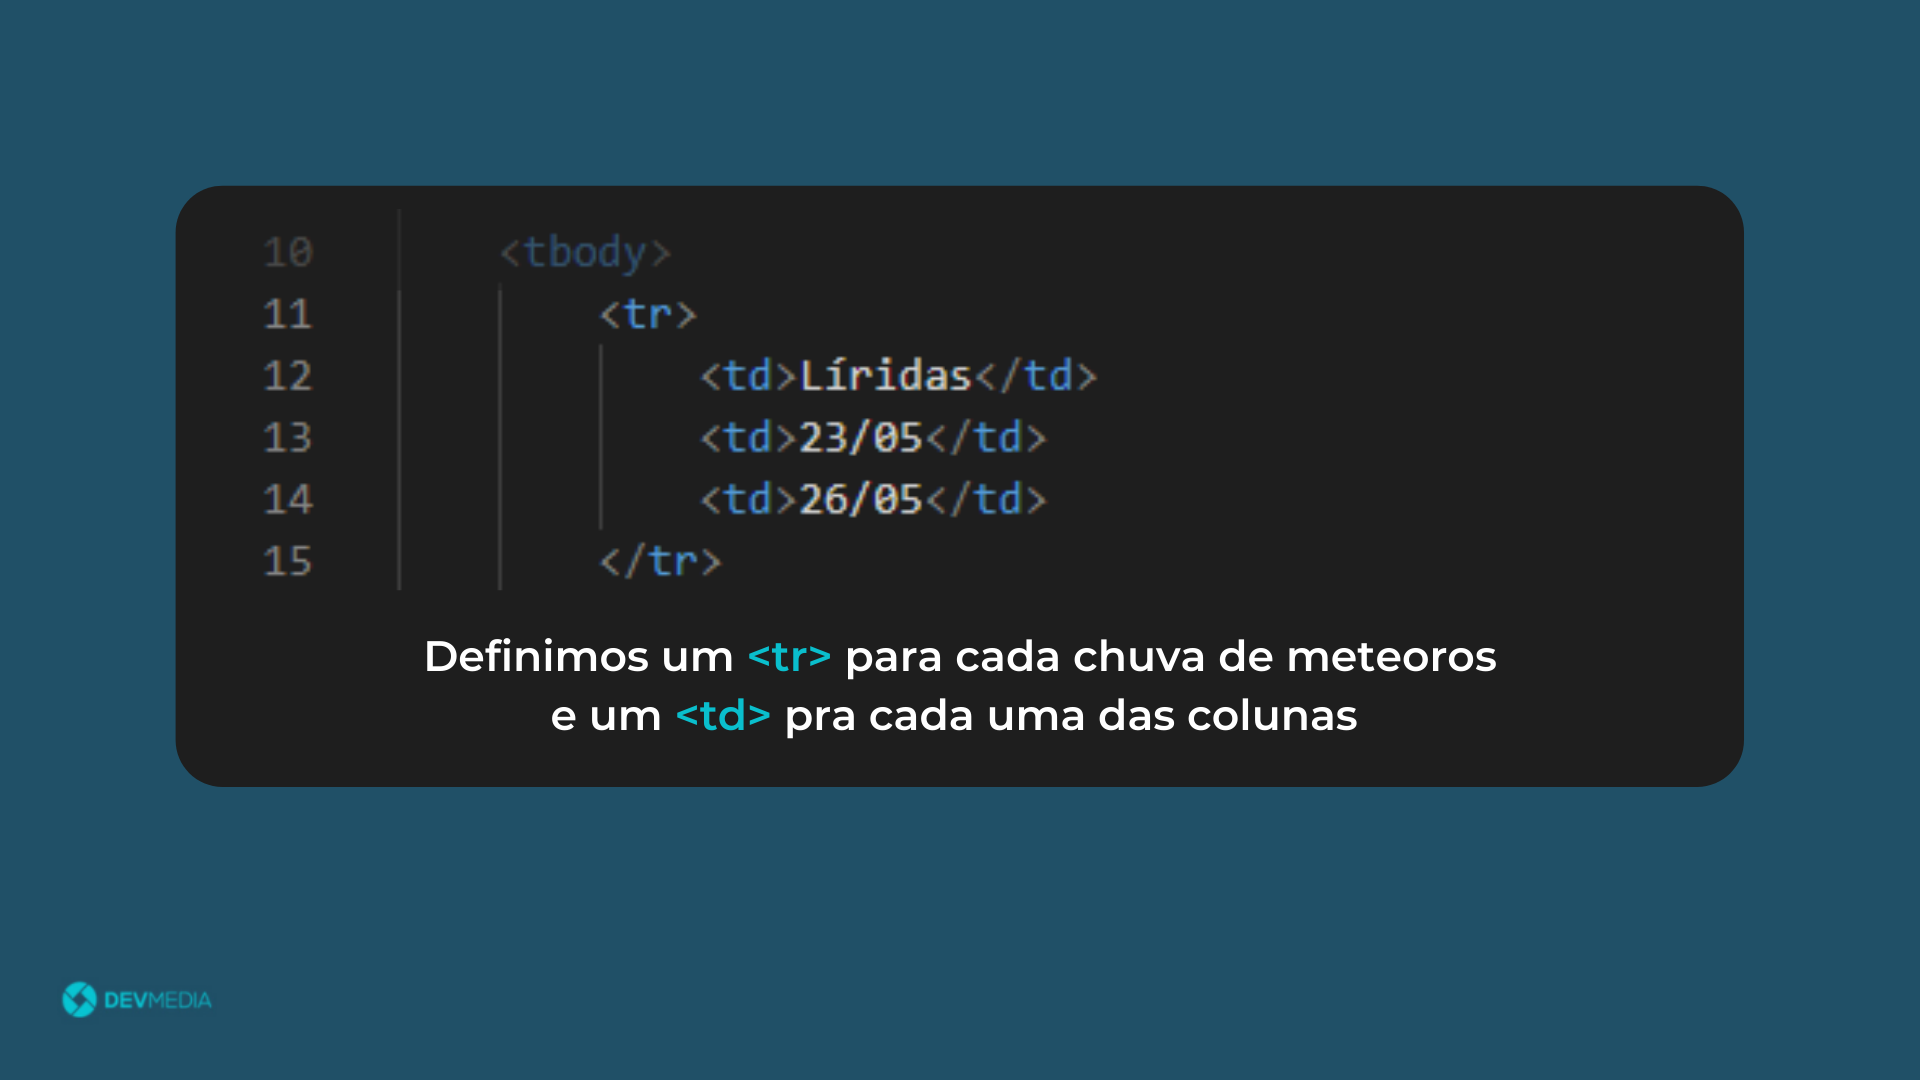 10 <tbody>
11 <tr>
12 <td>Líridas</td>
13 <td>23/05</td>
14 <td>26/05</td>
15 </tr>
Definimos um <tr> para cada chuva de meteoros
e um <td> pra cada uma das colunas
DEVMEDIA